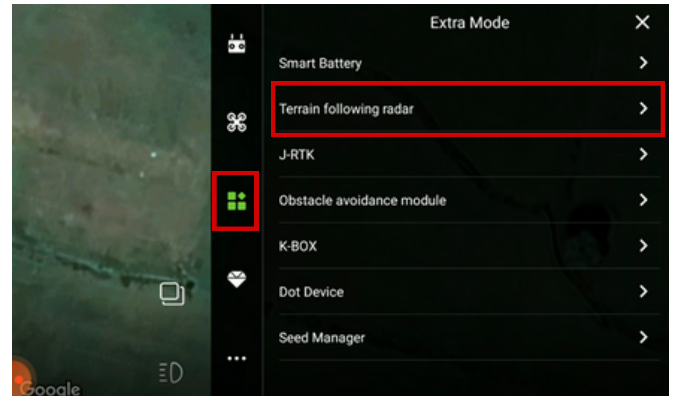 Extra Mode
Smart Battery
Terrain following radar
J-RTK
Obstacle avoidance module
K-BOX
Dot Device
Seed Manager
Google